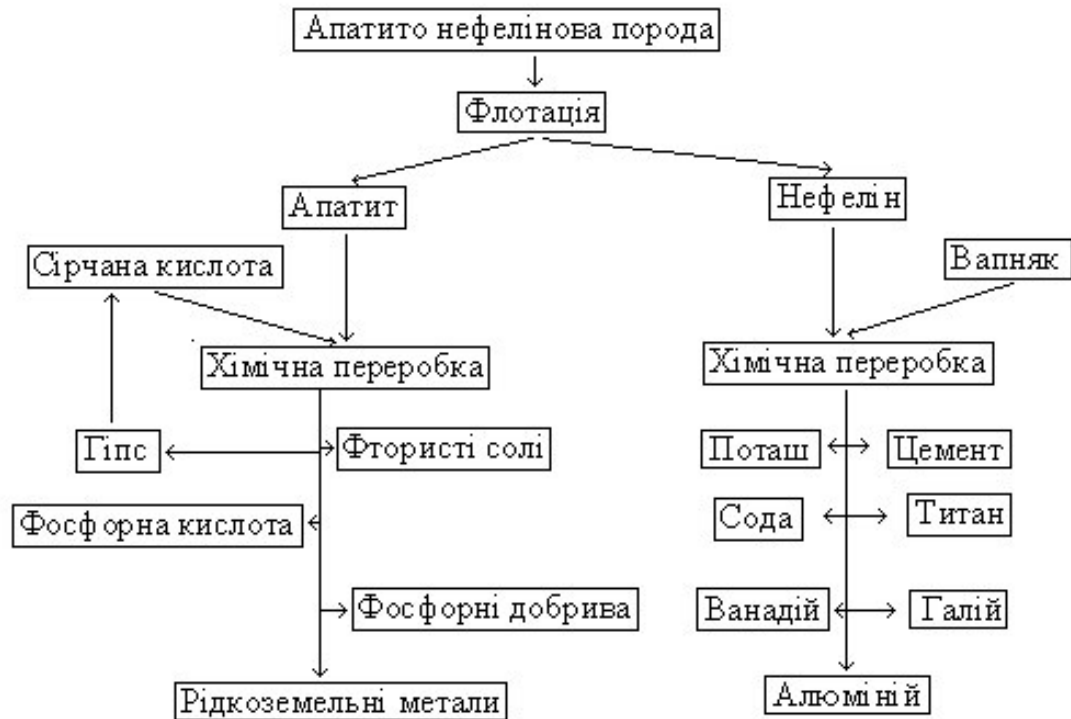 Апатито нефелінова порода
Флотація
Апатит
Нефелін
Сірчана кислота
Вапняк
Хімічна переробка
Хімічна переробка
Гіпс
Фтористі солі
Поташ
Цемент
Фосфорна кислота
Сода
Титан
Фосфорні добрива
Ванадій
Галій
Рідкоземельні метали
Алюміній